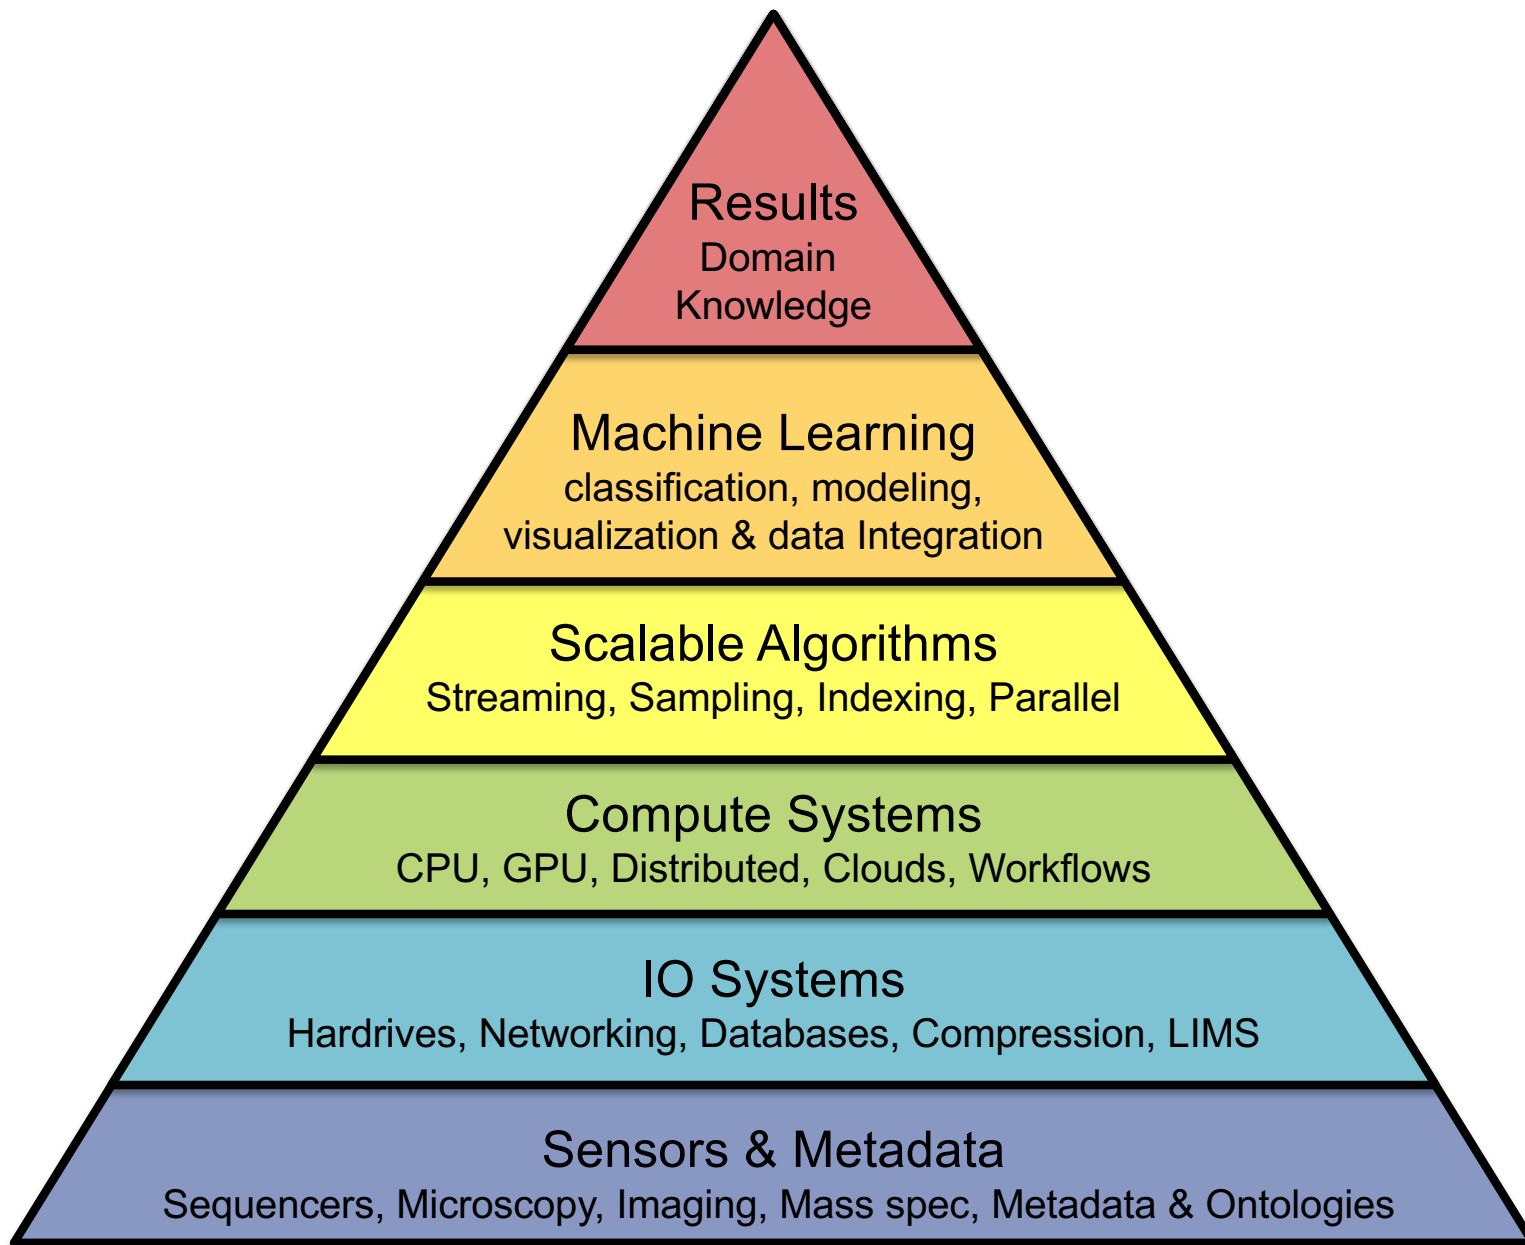 Results
Domain
Knowledge
Machine Learning
classification, modeling,
visualization & data Integration
Scalable Algorithms
Streaming, Sampling, Indexing, Parallel
Compute Systems
CPU, GPU, Distributed, Clouds, Workflows
IO Systems
Hardrives, Networking, Databases, Compression, LIMS
Sensors & Metadata
Sequencers, Microscopy, Imaging, Mass spec, Metadata & Ontologies